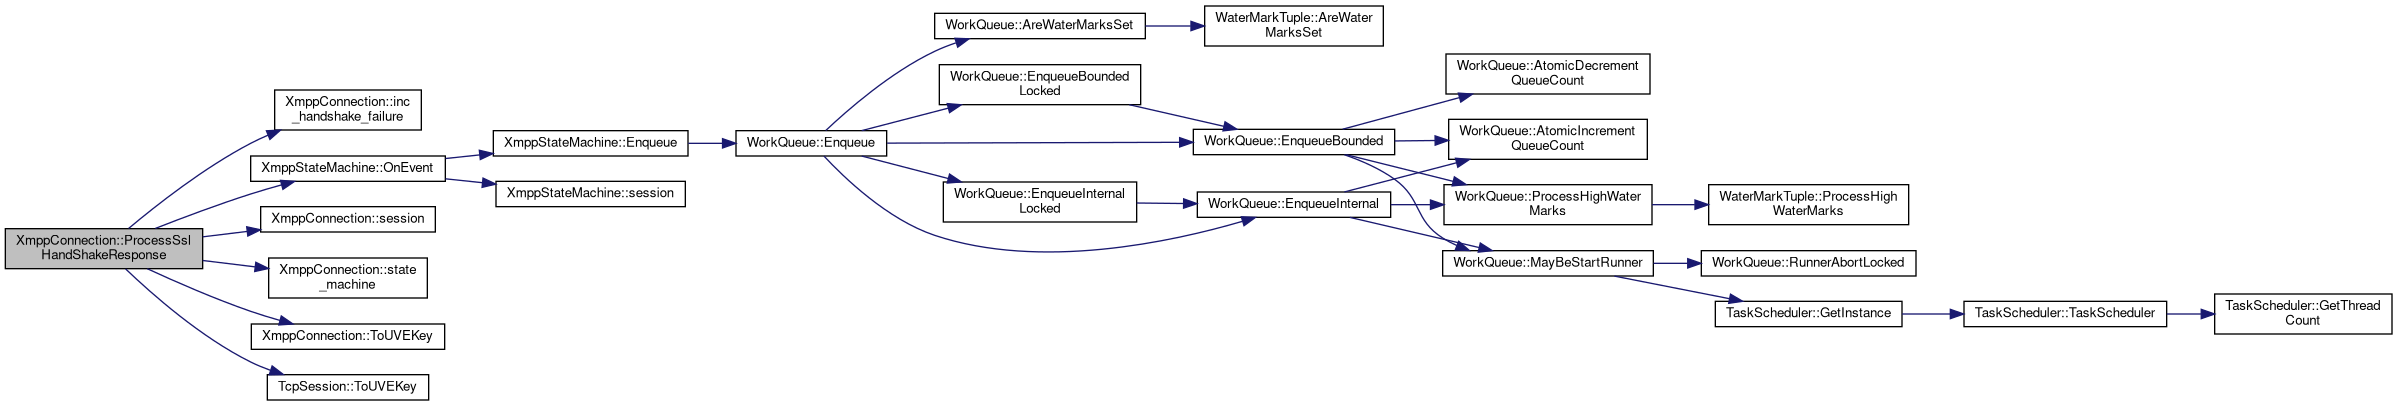 XmppConnection::ProcessSsl
HandShakeResponse
XmppConnection::inc
_handshake_failure
XmppStateMachine::OnEvent
XmppConnection::session
XmppConnection::state
_machine
XmppConnection::ToUVEKey
TcpSession::ToUVEKey
XmppStateMachine::Enqueue
XmppStateMachine::session
WorkQueue::Enqueue
WorkQueue::AreWaterMarksSet
WorkQueue::EnqueueBounded
Locked
WorkQueue::EnqueueInternal
Locked
WaterMarkTuple::AreWater
MarksSet
WorkQueue::EnqueueBounded
WorkQueue::EnqueueInternal
WorkQueue::AtomicDecrement
QueueCount
WorkQueue::AtomicIncrement
QueueCount
WorkQueue::ProcessHighWater
Marks
WorkQueue::MayBeStartRunner
WaterMarkTuple::ProcessHigh
WaterMarks
WorkQueue::RunnerAbortLocked
TaskScheduler::GetInstance
TaskScheduler::TaskScheduler
TaskScheduler::GetThread
Count